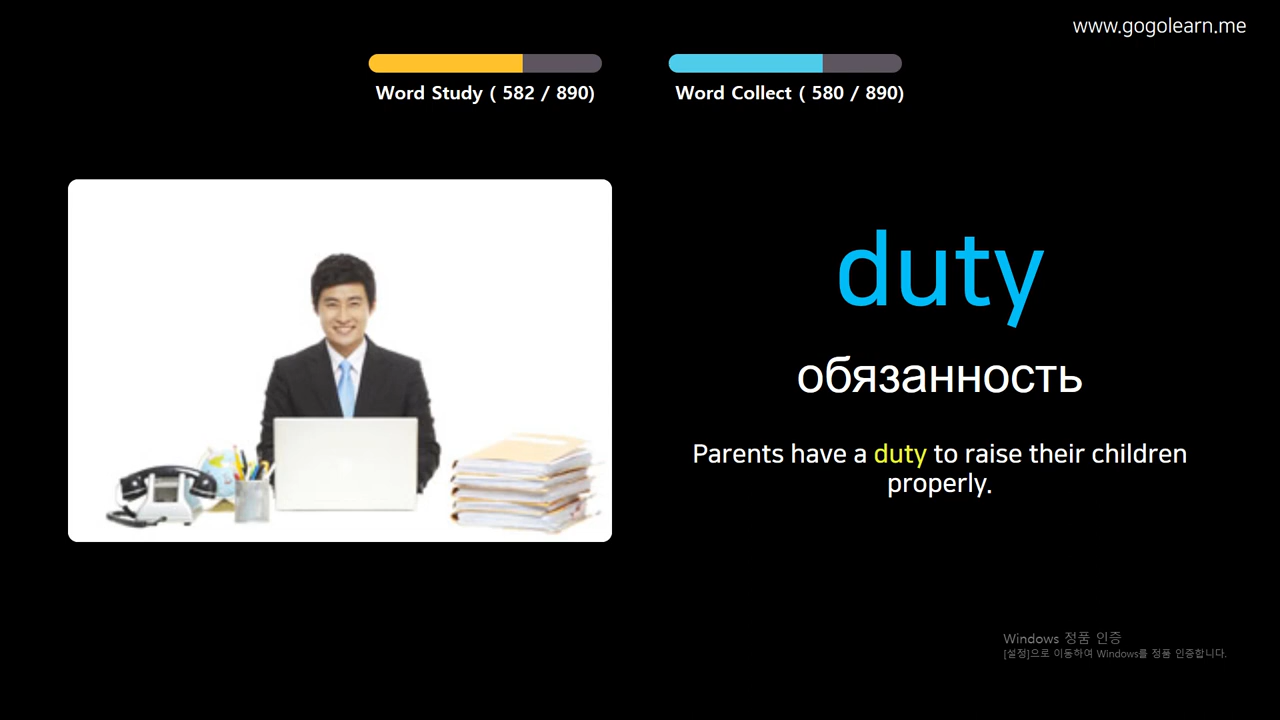 www.gogolearn.me
Word Study ( 582 / 890)
Word Collect ( 580 / 890)
duty
обязанность
Parents have a duty to raise their children
properly.
Windows 정품 인증
[설정]으로 이동하여 Windows를 정품 인증합니다.